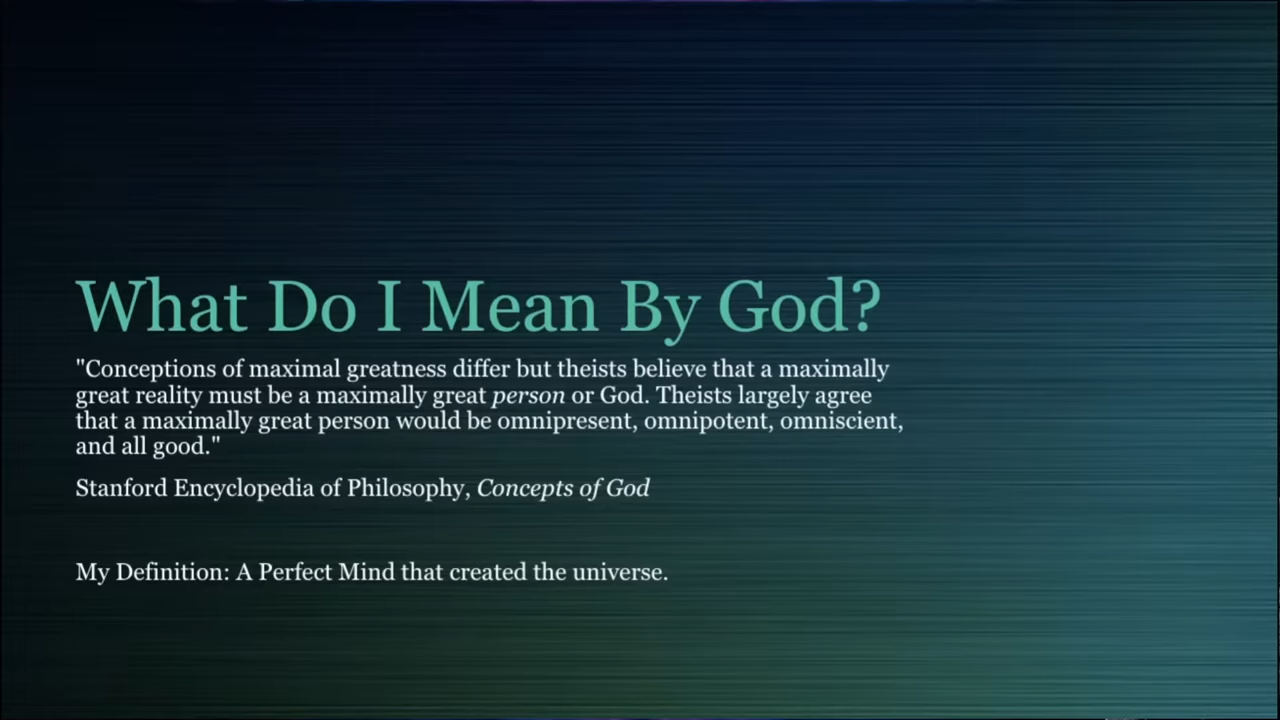 What Do I Mean By God?
"Conceptions of maximal greatness differ but theists believe that a maximally
great reality must be a maximally great person or God. Theists largely agree
that a maximally great person would be omnipresent, omnipotent, omniscient,
and all good."
Stanford Encyclopedia of Philosophy, Concepts of God
My Definition: A Perfect Mind that created the universe.